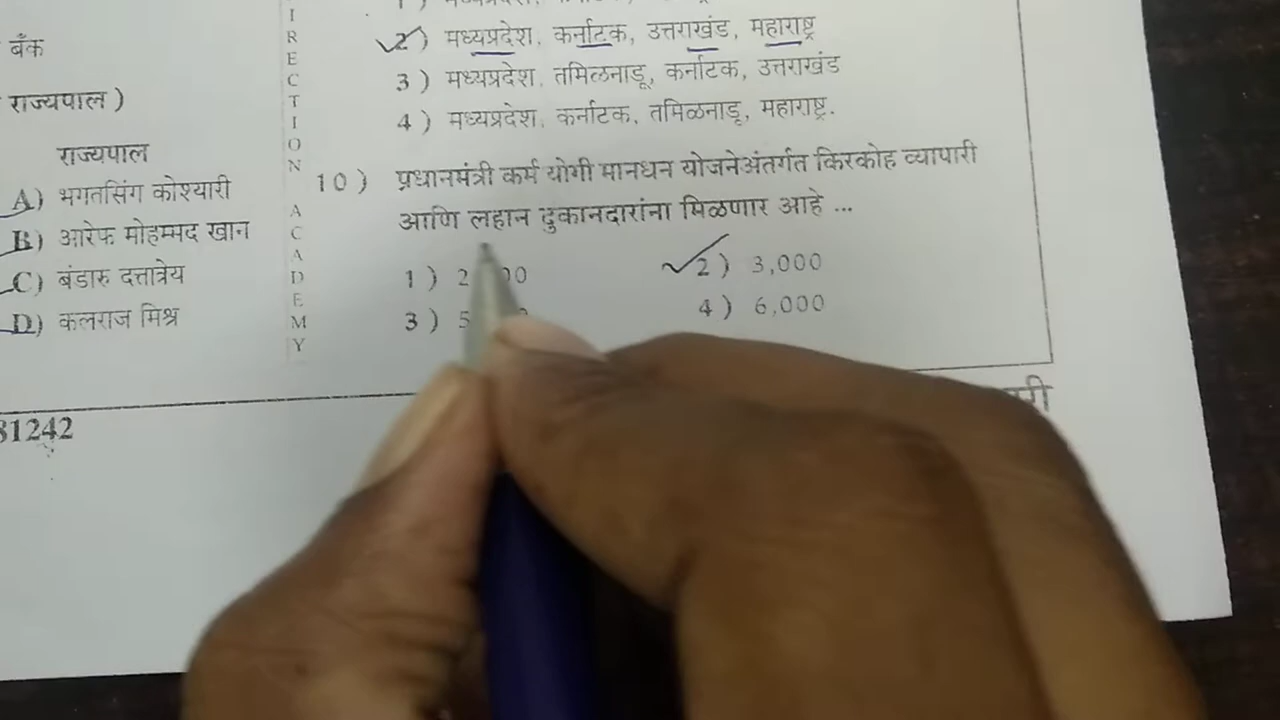 बँक
राज्यपाल )
राज्यपाल
A) भगतसिंग कोश्यारी
B) आरेफ मोहम्मद खान
C) बंडारु दत्तात्रेय
D) कलराज मिश्र
81242
IRECTION ACADEMY
2) मध्यप्रदेश, कर्नाटक, उत्तराखंड, महाराष्ट्र
3 ) मध्यप्रदेश, तमिळनाडू, कर्नाटक, उत्तराखंड
4 ) मध्यप्रदेश, कर्नाटक, तमिळनाडू, महाराष्ट्र.
10 ) प्रधानमंत्री कर्म योगी मानधन योजनेअंतर्गत किरकोह व्यापारी
आणि लहान दुकानदारांना मिळणार आहे ...
1 )
2) 3,000
3 )
4 ) 6,000